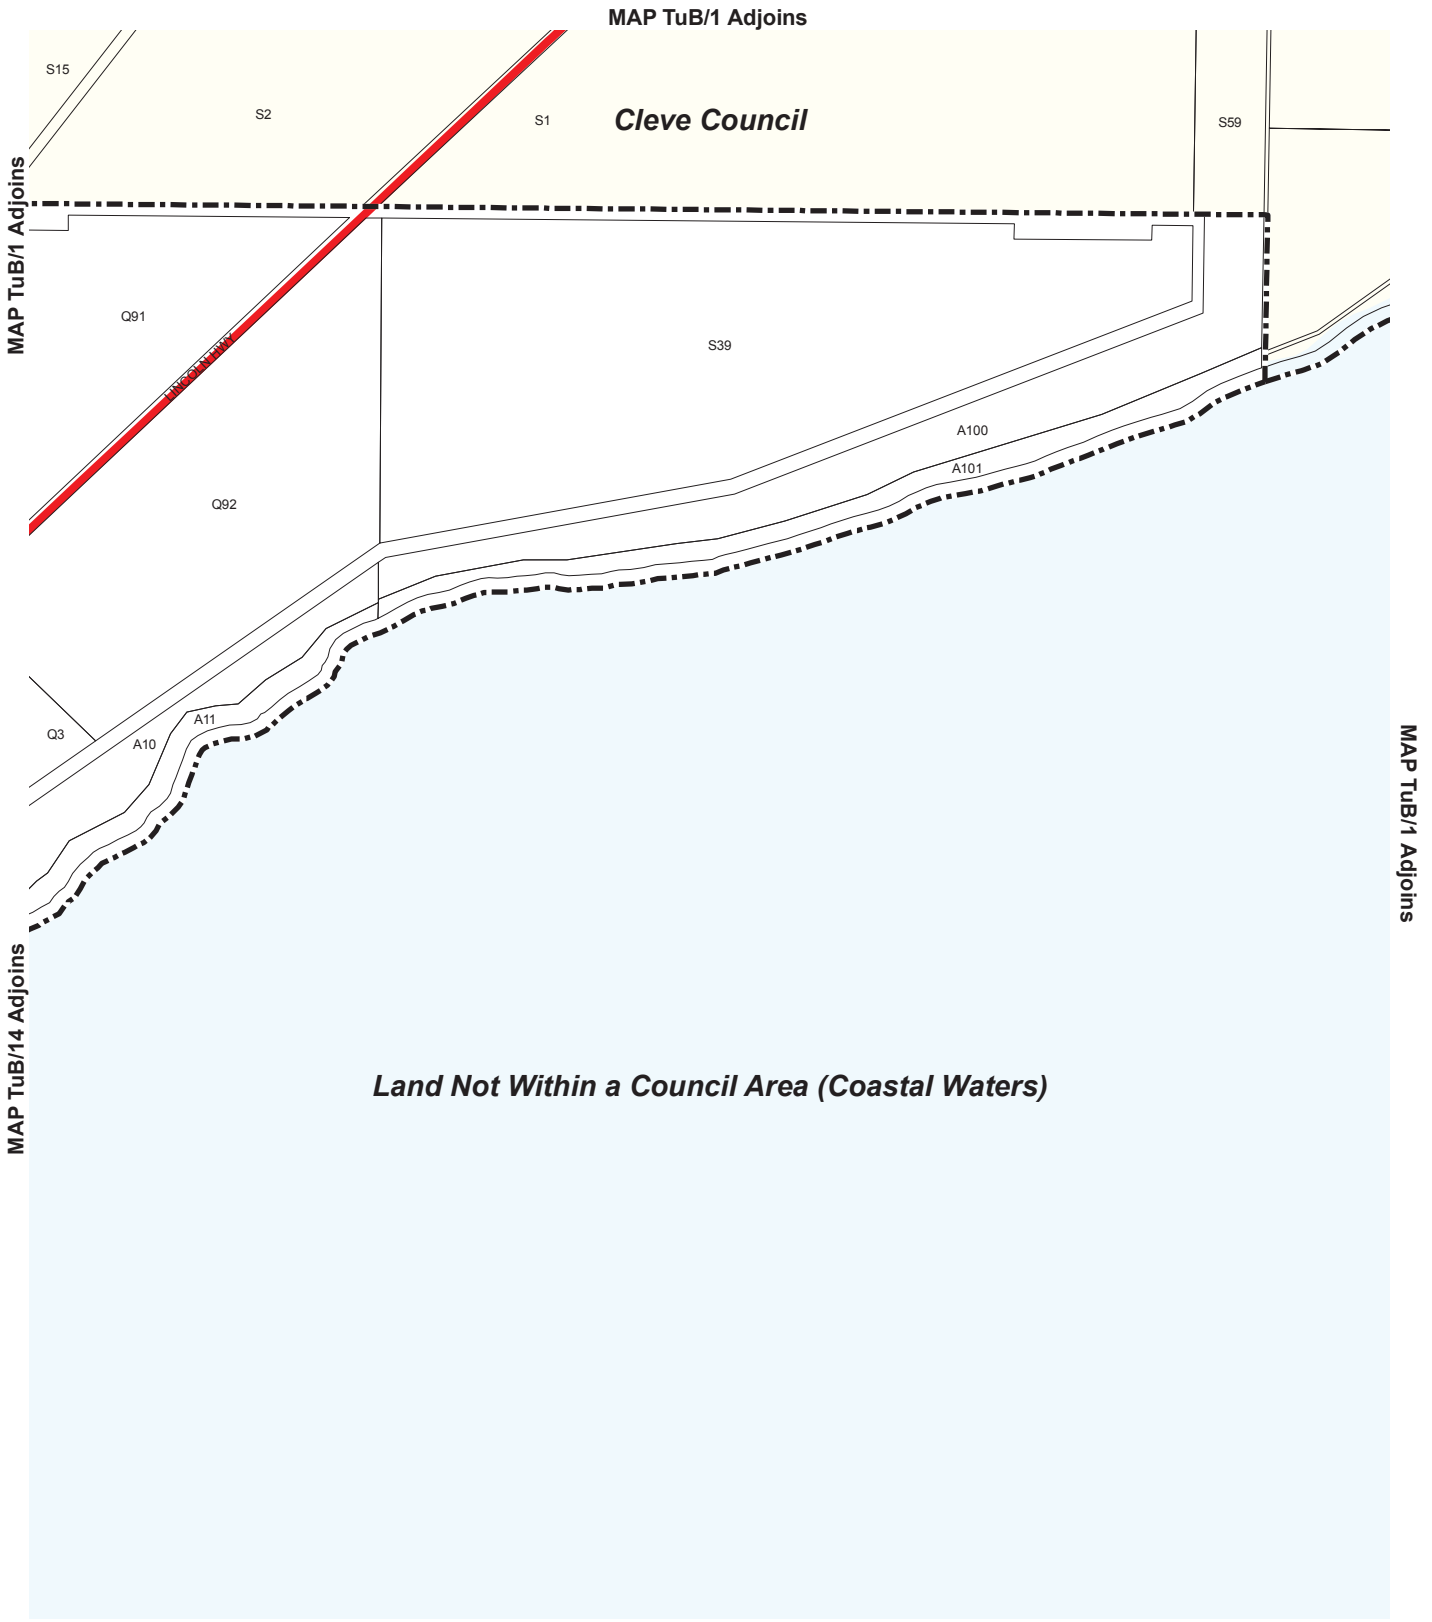 MAP TuB/1 Adjoins
S15
S2
S1
Cleve Council
S59
MAP TuB/1 Adjoins
Q91
LINCOLN HWY
S39
A100
A101
Q92
Q3
A10
A11
MAP TuB/1 Adjoins
MAP TuB/14 Adjoins
Land Not Within a Council Area (Coastal Waters)